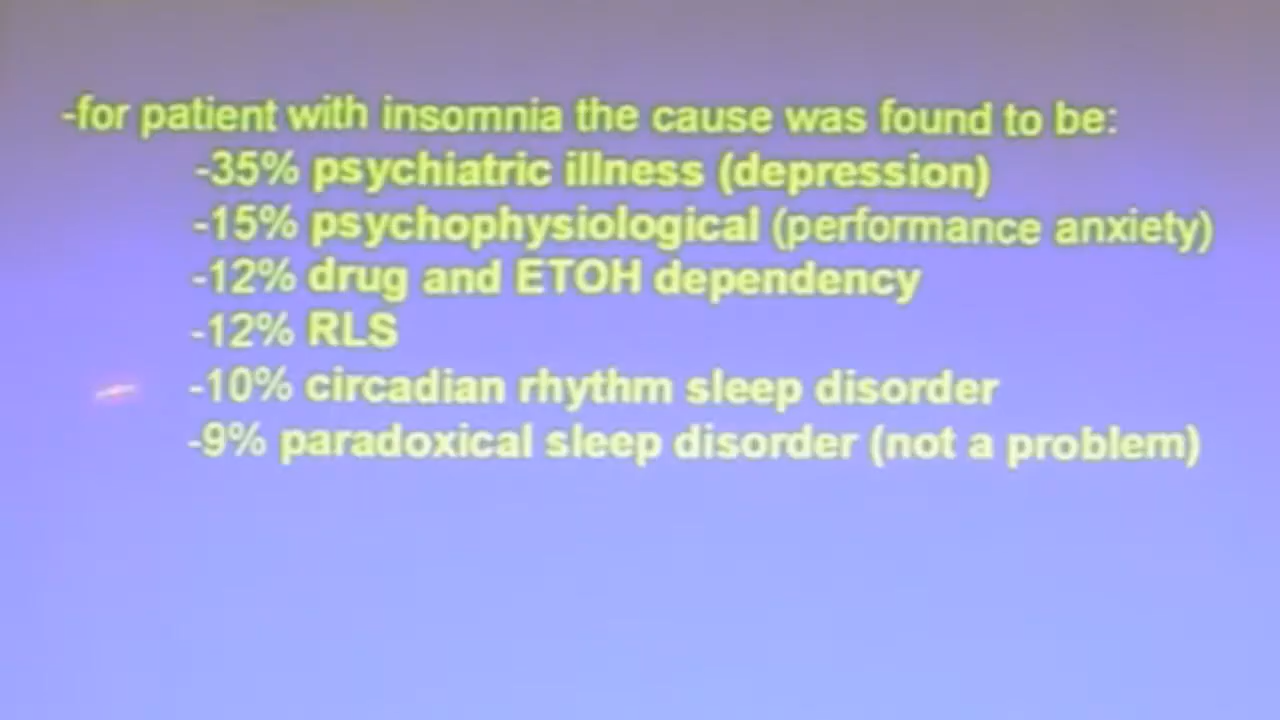 -for patient with insomnia the cause was found to be:
-35% psychiatric illness (depression)
-15% psychophysiological (performance anxiety)
-12% drug and ETOH dependency
-12% RLS
-10% circadian rhythm sleep disorder
-9% paradoxical sleep disorder (not a problem)